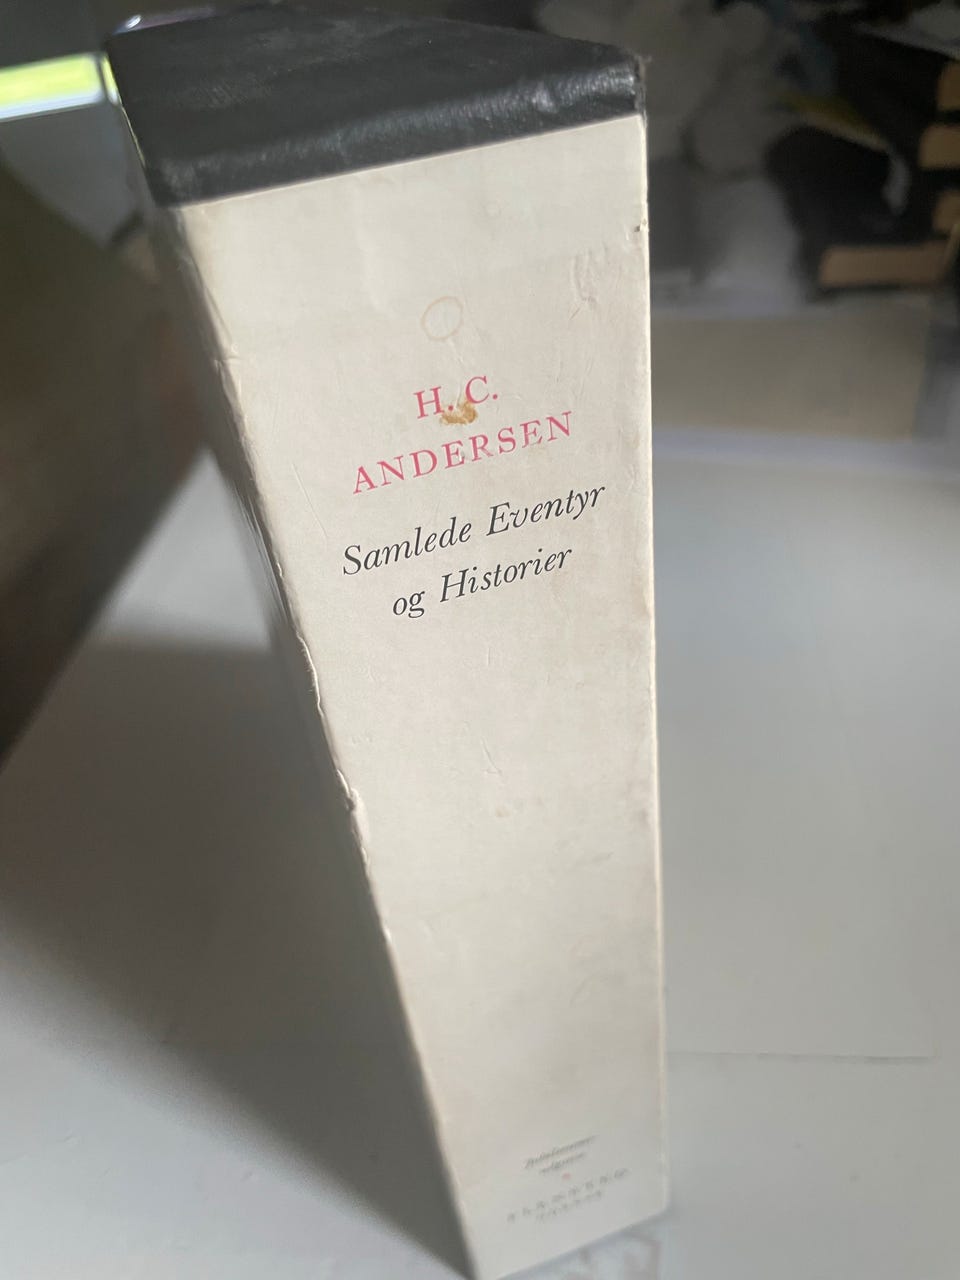 H. C.
ANDERSEN
Samlede Eventyr
og Historier